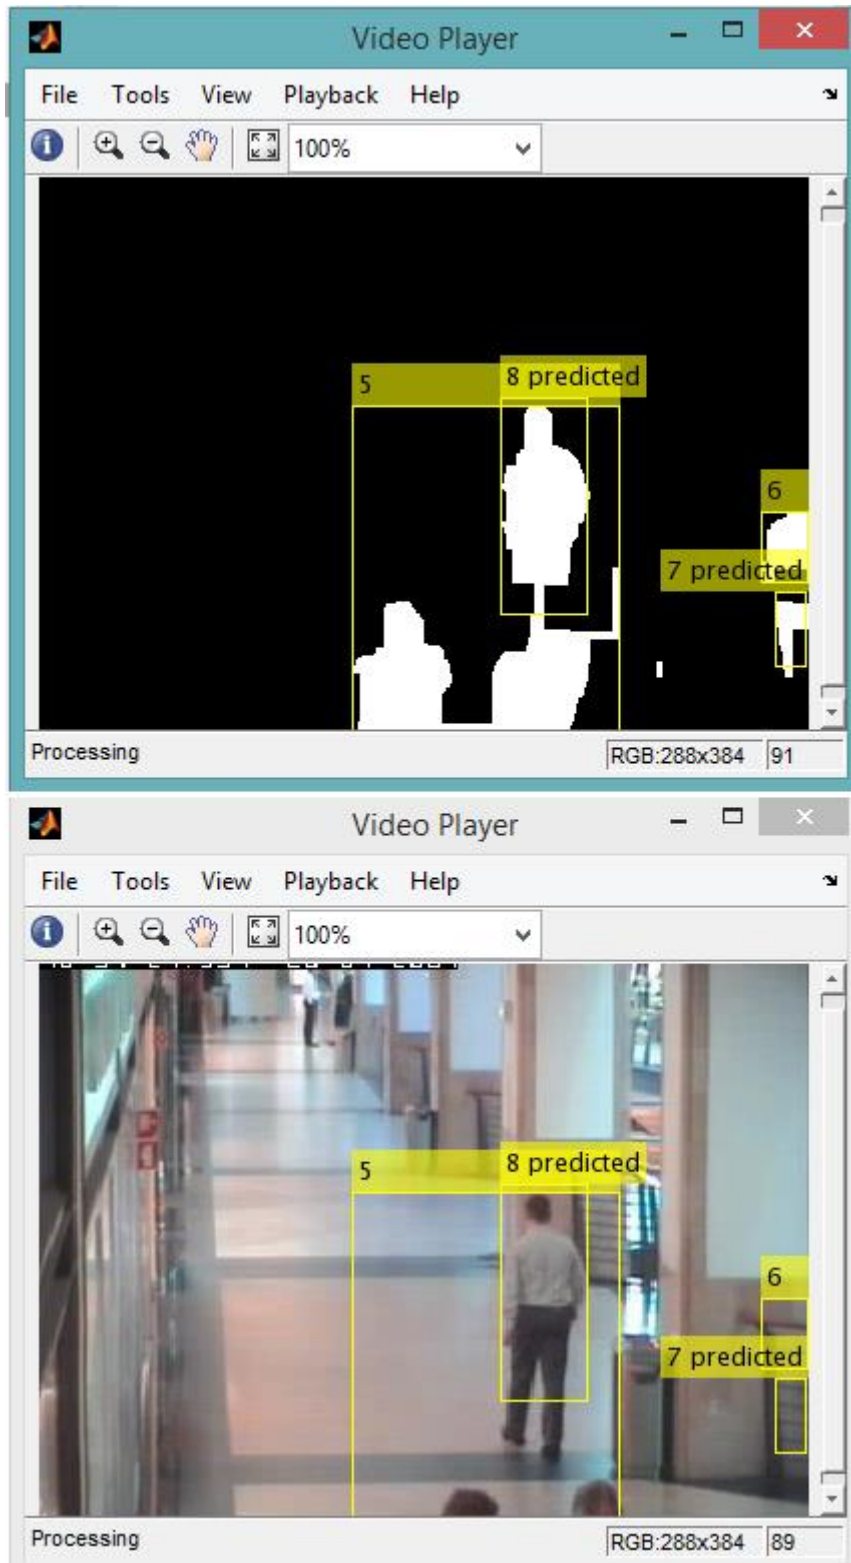 Video Player
File Tools View Playback Help
100%
5
8 predicted
6
7 predicted
Processing
RGB:288x384 91
Video Player
File Tools View Playback Help
100%
5
8 predicted
6
7 predicted
Processing
RGB:288x384 89